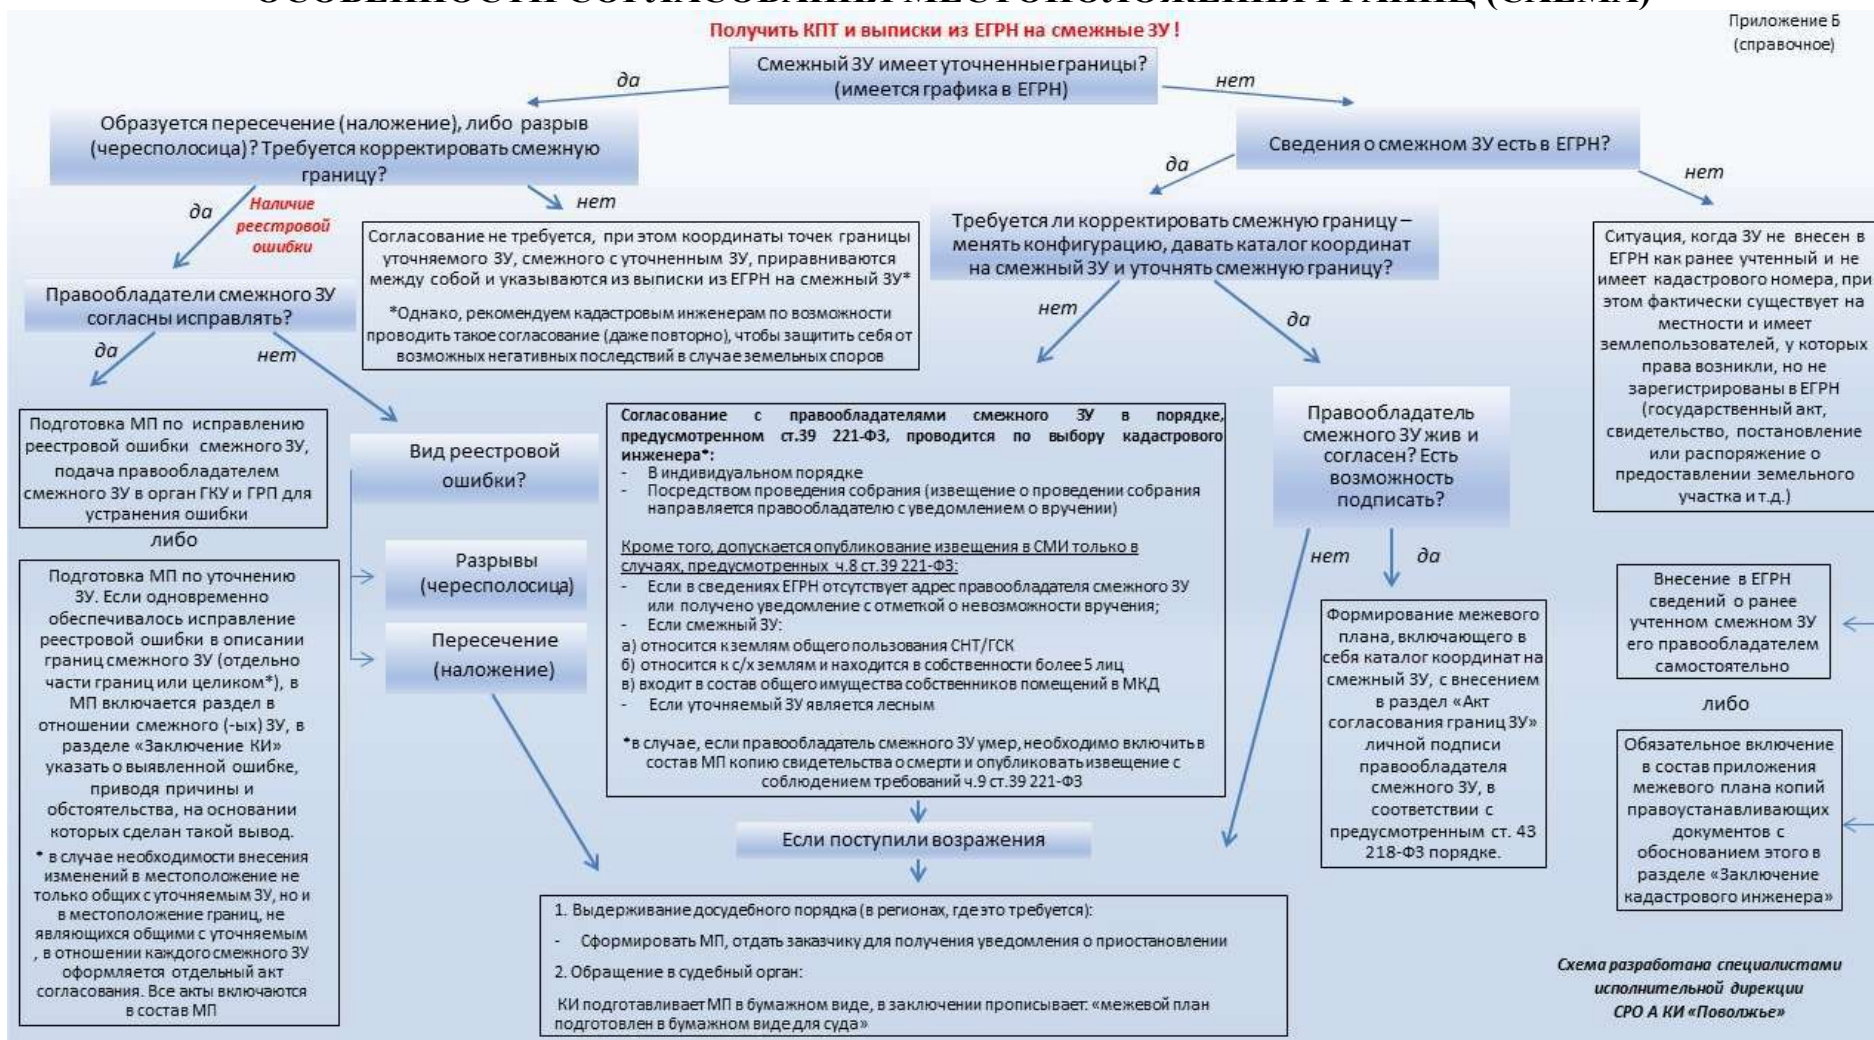 ОСОБЕННОСТИ СОГЛАСОВАНИЯ МЕСТОПОЛОЖЕНИЯ ГРАНИЦ (СХЕМА)
Приложение Б
(справочное)
Получить КПТ и выписки из ЕГРН на смежные ЗУ !
Смежный ЗУ имеет уточненные границы?
(имеется графика в ЕГРН)
да
нет
Образуется пересечение (наложение), либо разрыв
(чересполосица)? Требуется корректировать смежную
границу?
Сведения о смежном ЗУ есть в ЕГРН?
да
Наличие
реестровой
ошибки
нет
да
нет
Согласование не требуется, при этом координаты точек границы
уточняемого ЗУ, смежного с уточненным ЗУ, приравниваются
между собой и указываются из выписки из ЕГРН на смежный ЗУ*
*Однако, рекомендуем кадастровым инженерам по возможности
проводить такое согласование (даже повторно), чтобы защитить себя от
возможных негативных последствий в случае земельных споров
Требуется ли корректировать смежную границу –
менять конфигурацию, давать каталог координат
на смежный ЗУ и уточнять смежную границу?
Ситуация, когда ЗУ не внесен в
ЕГРН как ранее учтенный и не
имеет кадастрового номера, при
этом фактически существует на
местности и имеет
землепользователей, у которых
права возникли, но не
зарегистрированы в ЕГРН
(государственный акт,
свидетельство, постановление
или распоряжение о
предоставлении земельного
участка и т.д.)
Правообладатели смежного ЗУ
согласны исправлять?
да
нет
нет
да
Подготовка МП по исправлению
реестровой ошибки смежного ЗУ,
подача правообладателем
смежного ЗУ в орган ГКУ и ГРП для
устранения ошибки
либо
Подготовка МП по уточнению
ЗУ. Если одновременно
обеспечивалось исправление
реестровой ошибки в описании
границ смежного ЗУ (отдельно
части границ или целиком*), в
МП включается раздел в
отношении смежного (-ых) ЗУ, в
разделе «Заключение КИ»
указать о выявленной ошибке,
приводя причины и
обстоятельства, на основании
которых сделан такой вывод.
* в случае необходимости внесения
изменений в местоположение не
только общих с уточняемым ЗУ, но и
в местоположение границ, не
являющихся общими с уточняемым
, в отношении каждого смежного ЗУ
оформляется отдельный акт
согласования. Все акты включаются
в состав МП
Вид реестровой
ошибки?
Разрывы
(чересполосица)
Пересечение
(наложение)
Согласование с правообладателями смежного ЗУ в порядке,
предусмотренном ст.39 221-ФЗ, проводится по выбору кадастрового
инженера*:
- В индивидуальном порядке
- Посредством проведения собрания (извещение о проведении собрания
направляется правообладателю с уведомлением о вручении)
Кроме того, допускается опубликование извещения в СМИ только в
случаях, предусмотренных ч.8 ст.39 221-ФЗ:
- Если в сведениях ЕГРН отсутствует адрес правообладателя смежного ЗУ
или получено уведомление с отметкой о невозможности вручения;
- Если смежный ЗУ:
а) относится к землям общего пользования СНТ/ГСК
б) относится к с/х землям и находится в собственности более 5 лиц
в) входит в состав общего имущества собственников помещений в МКД
- Если уточняемый ЗУ является лесным
*в случае, если правообладатель смежного ЗУ умер, необходимо включить в
состав МП копию свидетельства о смерти и опубликовать извещение с
соблюдением требований ч.9 ст.39 221-ФЗ
Если поступили возражения
Правообладатель
смежного ЗУ жив и
согласен? Есть
возможность
подписать?
нет
да
Формирование межевого
плана, включающего в
себя каталог координат на
смежный ЗУ, с внесением
в раздел «Акт
согласования границ ЗУ»
личной подписи
правообладателя
смежного ЗУ, в
соответствии с
предусмотренным ст. 43
218-ФЗ порядке.
Внесение в ЕГРН
сведений о ранее
учтенном смежном ЗУ
его правообладателем
самостоятельно
либо
Обязательное включение
в состав приложения
межевого плана копий
правоустанавливающих
документов с
обоснованием этого в
разделе «Заключение
кадастрового инженера»
1. Выдерживание досудебного порядка (в регионах, где это требуется):
- Сформировать МП, отдать заказчику для получения уведомления о приостановлении
2. Обращение в судебный орган:
КИ подготавливает МП в бумажном виде, в заключении прописывает: «межевой план
подготовлен в бумажном виде для суда»
Схема разработана специалистами
исполнительной дирекции
СРО А КИ «Поволжье»